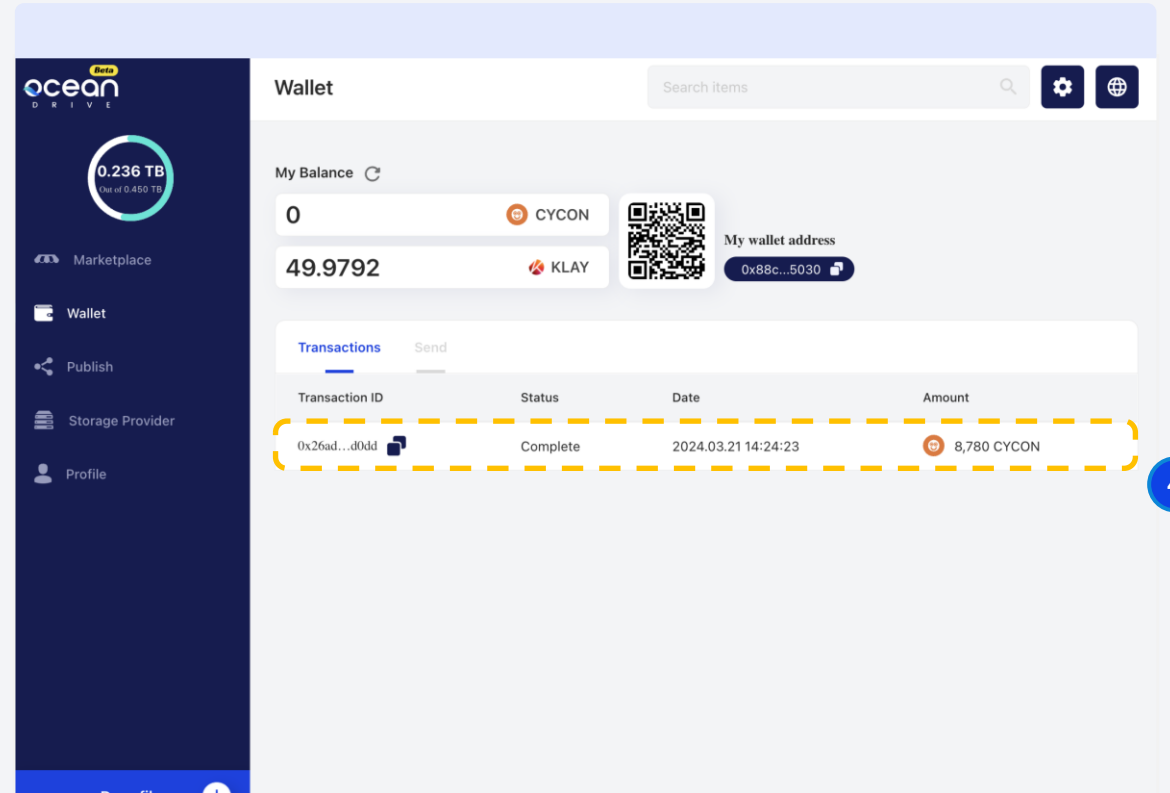 Beta
ocean
DRIVE
0.236 TB
Out of 0.450 TB
Marketplace
Wallet
Publish
Storage Provider
Profile
Wallet
Search items
My Balance
0 CYCON
49.9792 KLAY
My wallet address
0x88c...5030
Transactions Send
Transaction ID Status Date Amount
0x26ad...d0dd Complete 2024.03.21 14:24:23 8,780 CYCON